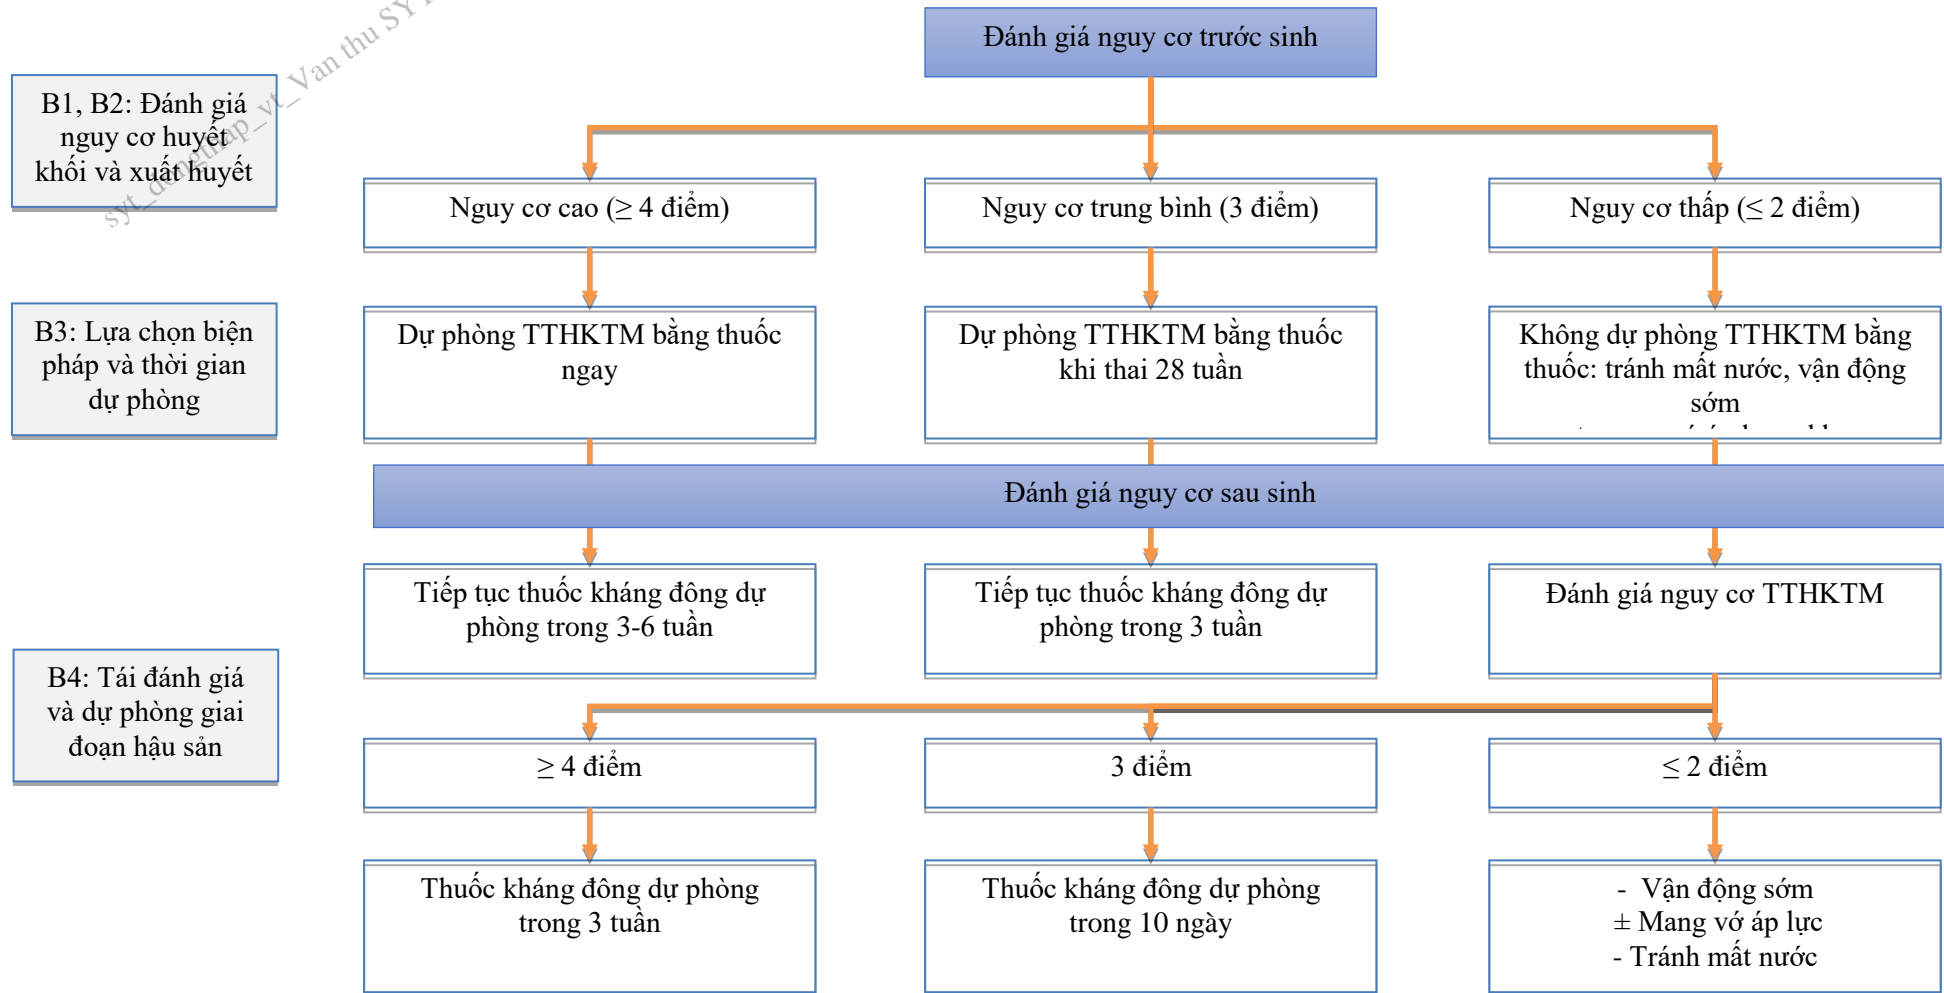 syt_dongthap_vt_Van thu SYT
Đánh giá nguy cơ trước sinh
B1, B2: Đánh giá
nguy cơ huyết
khối và xuất huyết
Nguy cơ cao (≥ 4 điểm)
Nguy cơ trung bình (3 điểm)
Nguy cơ thấp (≤ 2 điểm)
B3: Lựa chọn biện
pháp và thời gian
dự phòng
Dự phòng TTHKTM bằng thuốc
ngay
Dự phòng TTHKTM bằng thuốc
khi thai 28 tuần
Không dự phòng TTHKTM bằng
thuốc: tránh mất nước, vận động
sớm
Đánh giá nguy cơ sau sinh
Tiếp tục thuốc kháng đông dự
phòng trong 3-6 tuần
Tiếp tục thuốc kháng đông dự
phòng trong 3 tuần
Đánh giá nguy cơ TTHKTM
B4: Tái đánh giá
và dự phòng giai
đoạn hậu sản
≥ 4 điểm
3 điểm
≤ 2 điểm
Thuốc kháng đông dự phòng
trong 3 tuần
Thuốc kháng đông dự phòng
trong 10 ngày
- Vận động sớm
± Mang vớ áp lực
- Tránh mất nước